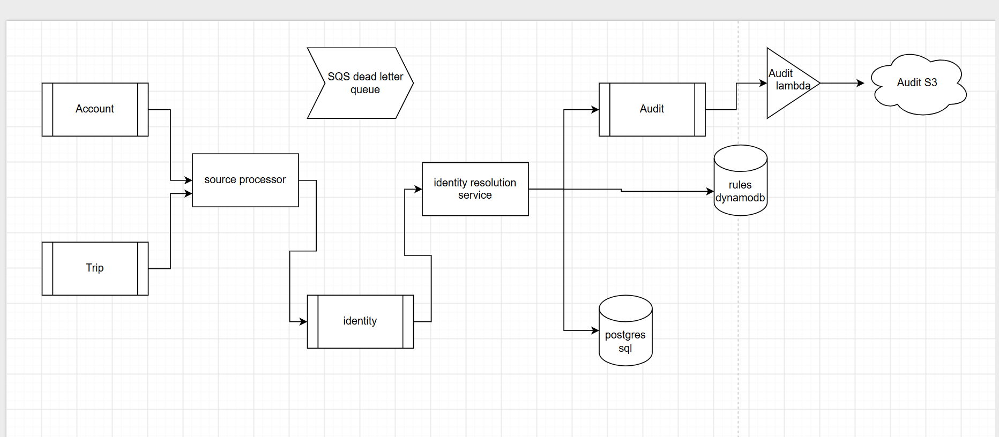 SQS dead letter
queue
Account
source processor
Trip
identity
identity resolution
service
Audit
Audit
lambda
Audit S3
rules
dynamodb
postgres
sql